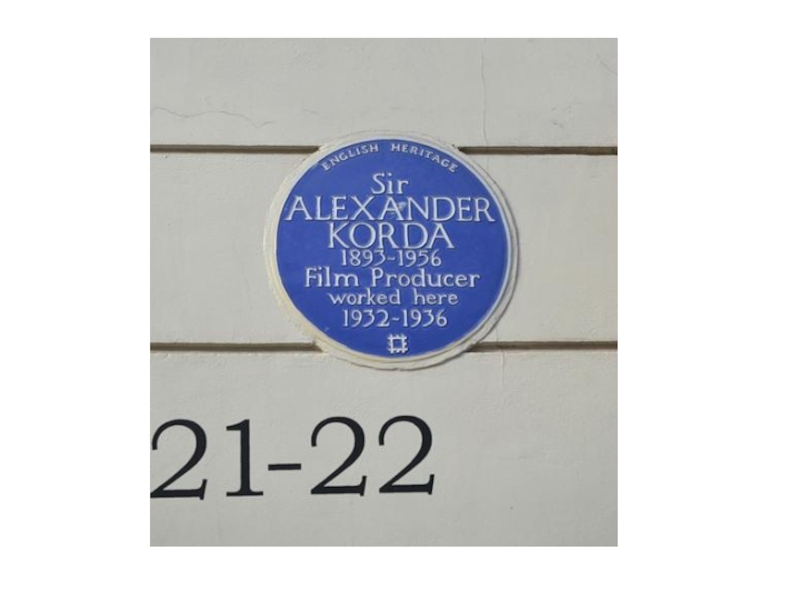 ENGLISH HERITAGE
Sir
ALEXANDER
KORDA
1893-1956
Film Producer
worked here
1932-1936
21-22